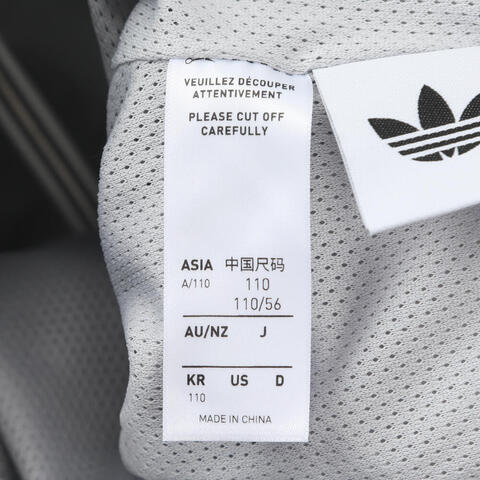 VEUILLEZ DÉCOUPER
ATTENTIVEMENT
PLEASE CUT OFF
CAREFULLY
ASIA 中国尺码
A/110 110
110/56
AU/NZ J
KR US D
110
MADE IN CHINA